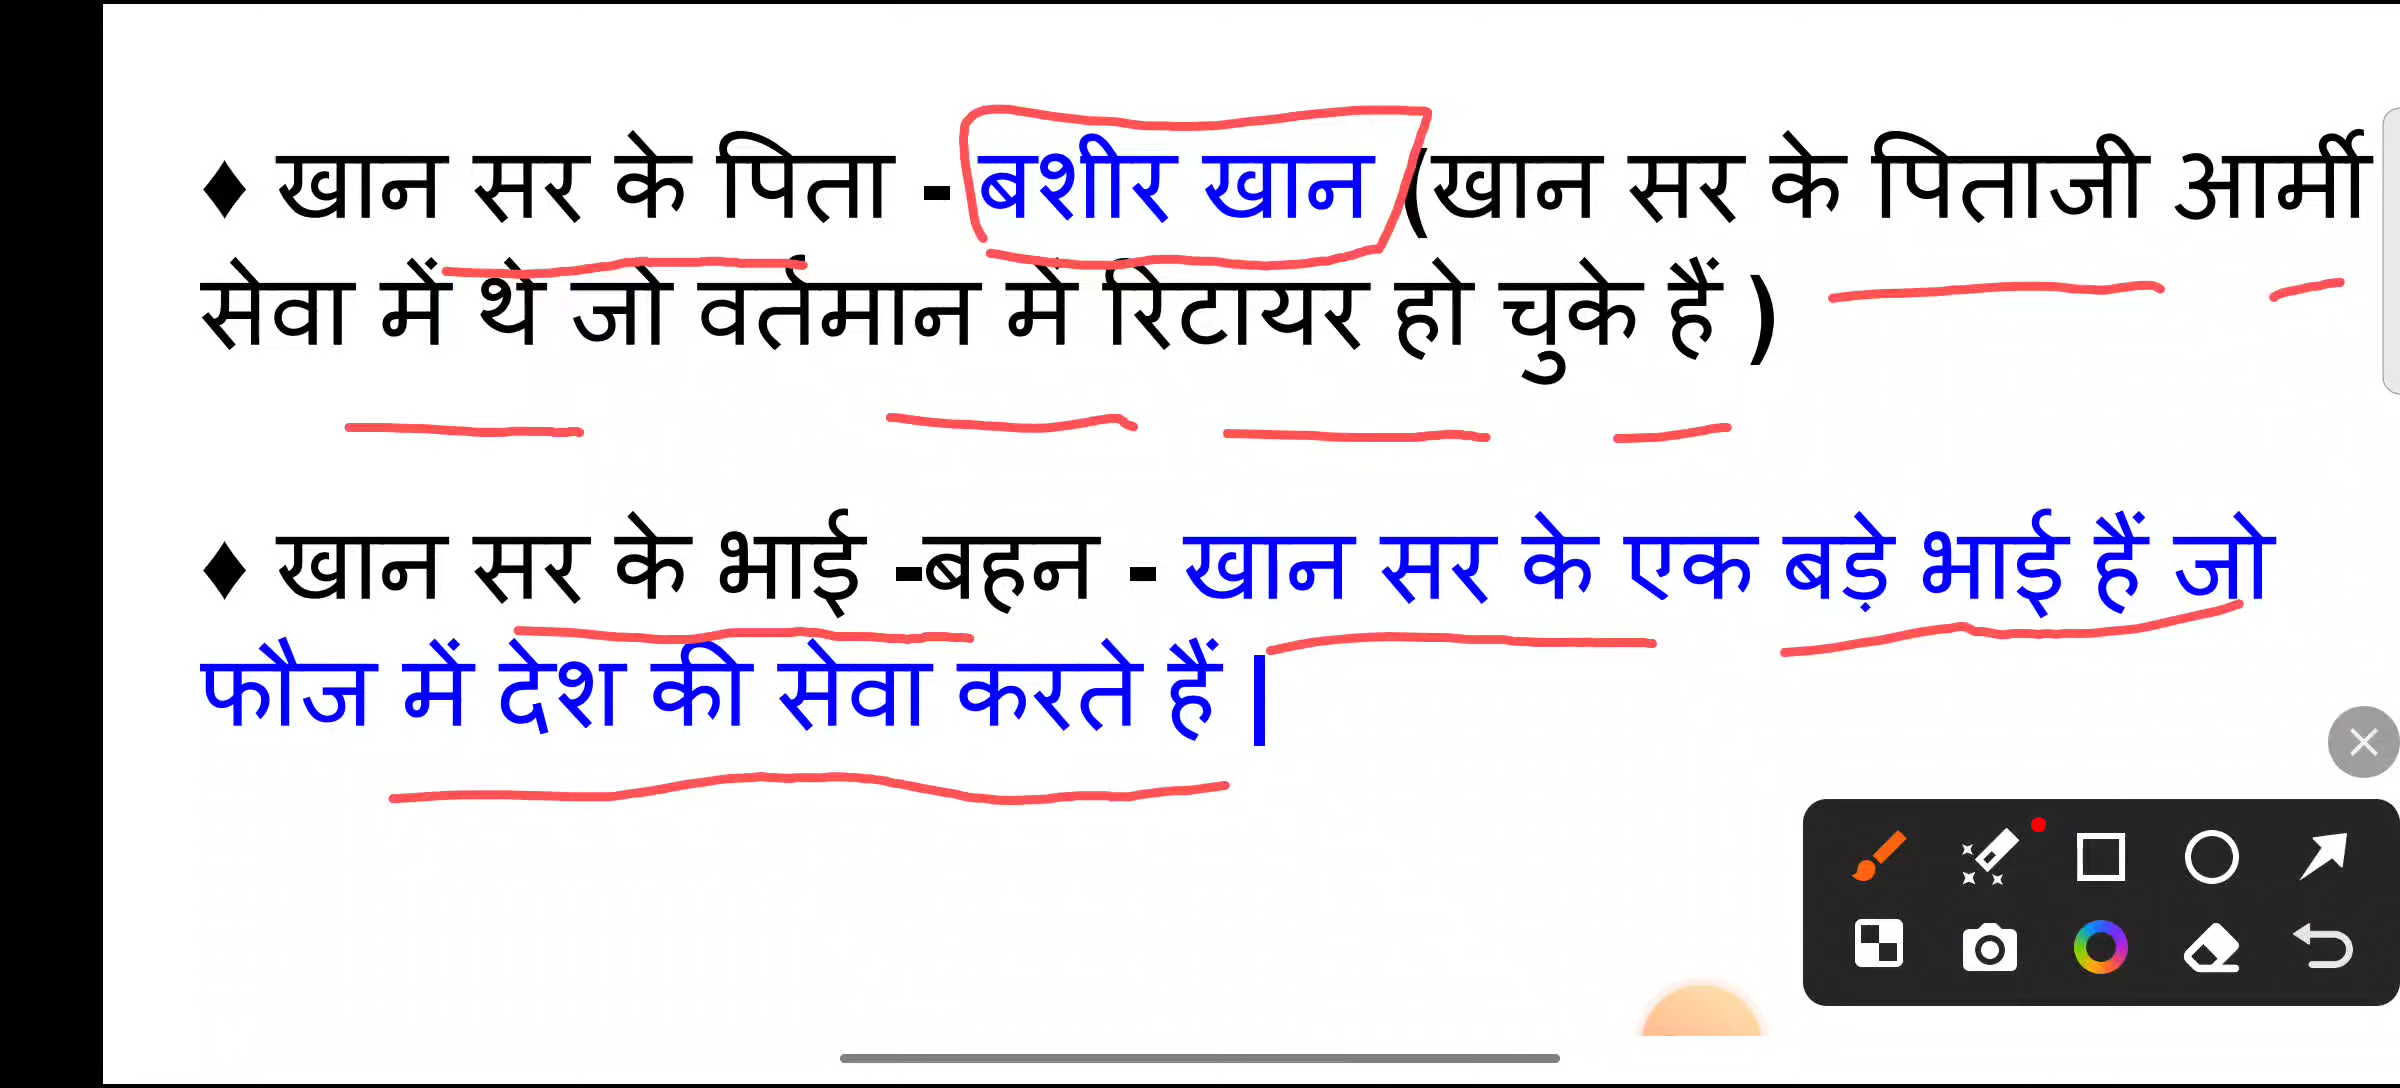 ♦ खान सर के पिता - बशीर खान (खान सर के पिताजी आर्मी
सेवा में थे जो वर्तमान में रिटायर हो चुके हैं )
♦ खान सर के भाई -बहन - खान सर के एक बड़े भाई हैं जो
फौज में देश की सेवा करते हैं |